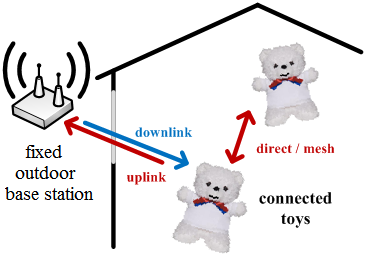 downlink
uplink
direct / mesh
fixed
outdoor
base station
connected
toys